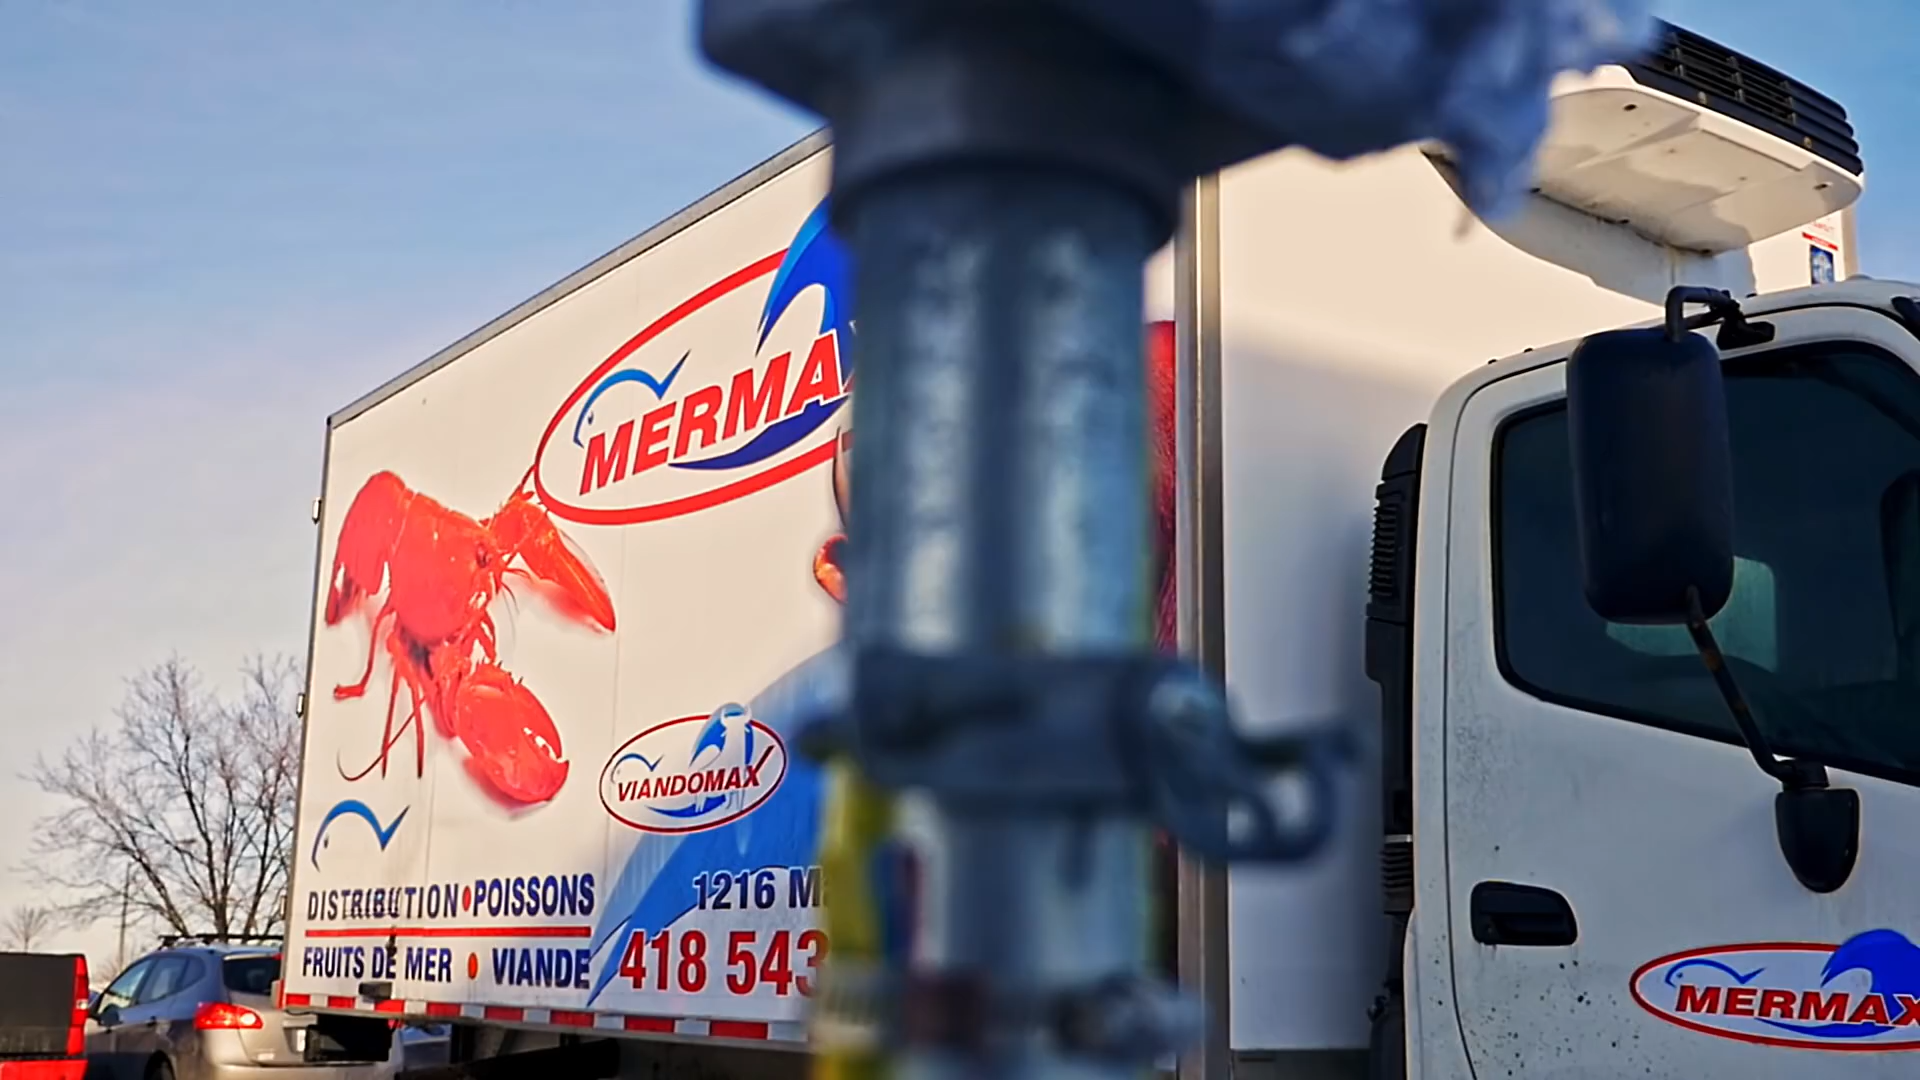 MERMA
VIANDOMAX
DISTRIBUTION • POISSONS
FRUITS DE MER • VIANDE
1216 M
418 543
MERMAX